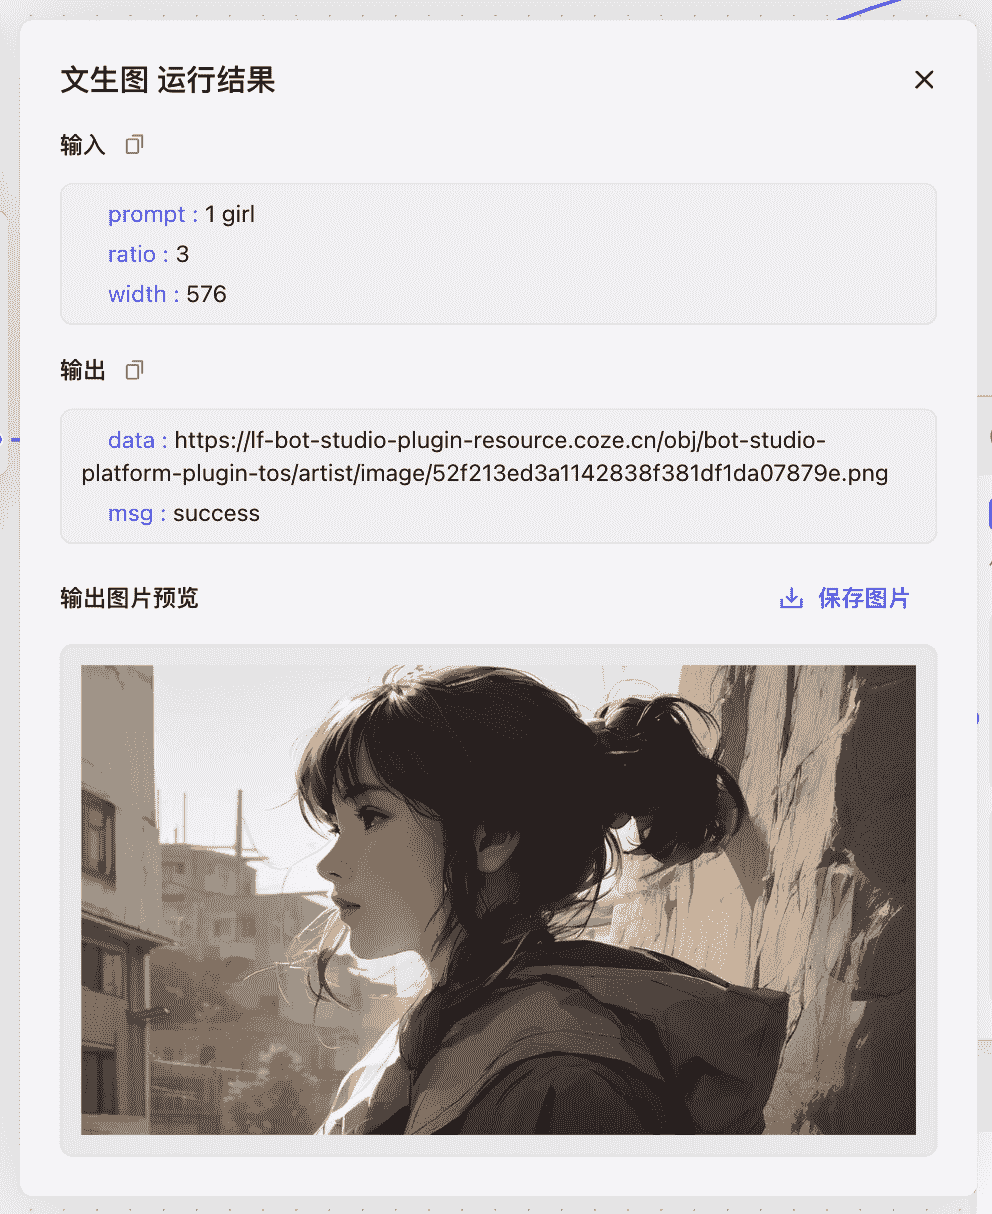 文生图 运行结果
输入
prompt : 1 girl
ratio : 3
width : 576
输出
data : https://lf-bot-studio-plugin-resource.coze.cn/obj/bot-studio-
platform-plugin-tos/artist/image/52f213ed3a1142838f381df1da07879e.png
msg : success
输出图片预览
保存图片